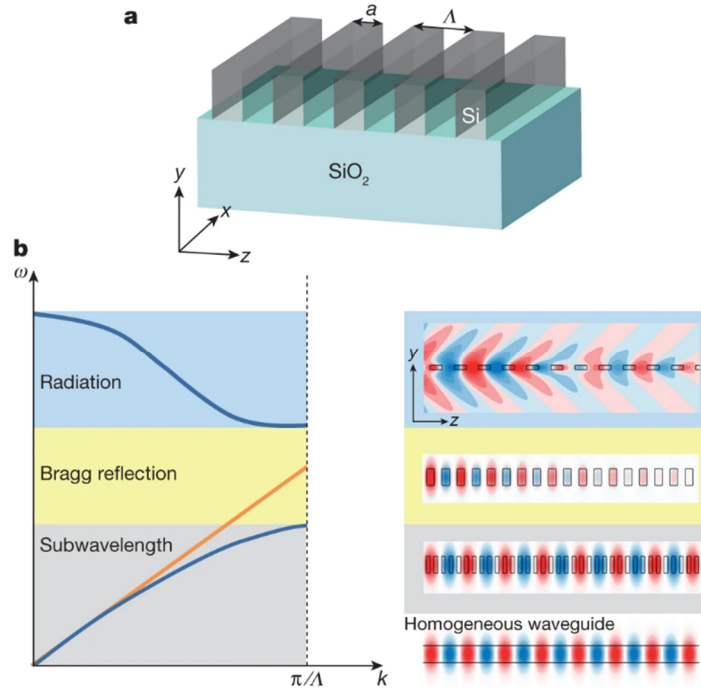 a
a
Λ
Si
SiO₂
y
x
z
b
ω
Radiation
Bragg reflection
Subwavelength
π/Λ
k
y
z
Homogeneous waveguide